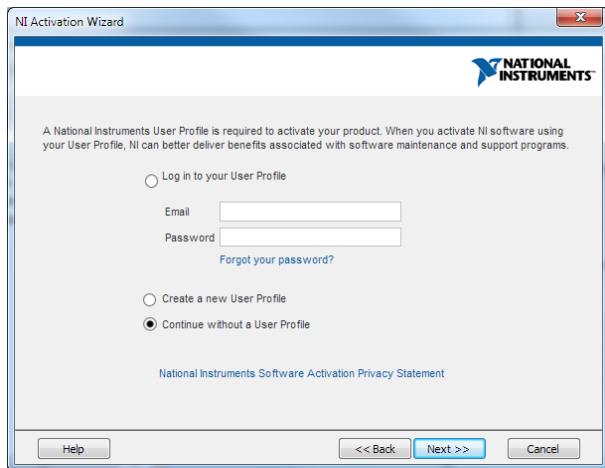 NI Activation Wizard
NATIONAL
INSTRUMENTS™
A National Instruments User Profile is required to activate your product. When you activate NI software using
your User Profile, NI can better deliver benefits associated with software maintenance and support programs.
Log in to your User Profile
Email
Password
Forgot your password?
Create a new User Profile
Continue without a User Profile
National Instruments Software Activation Privacy Statement
Help
<< Back
Next >>
Cancel